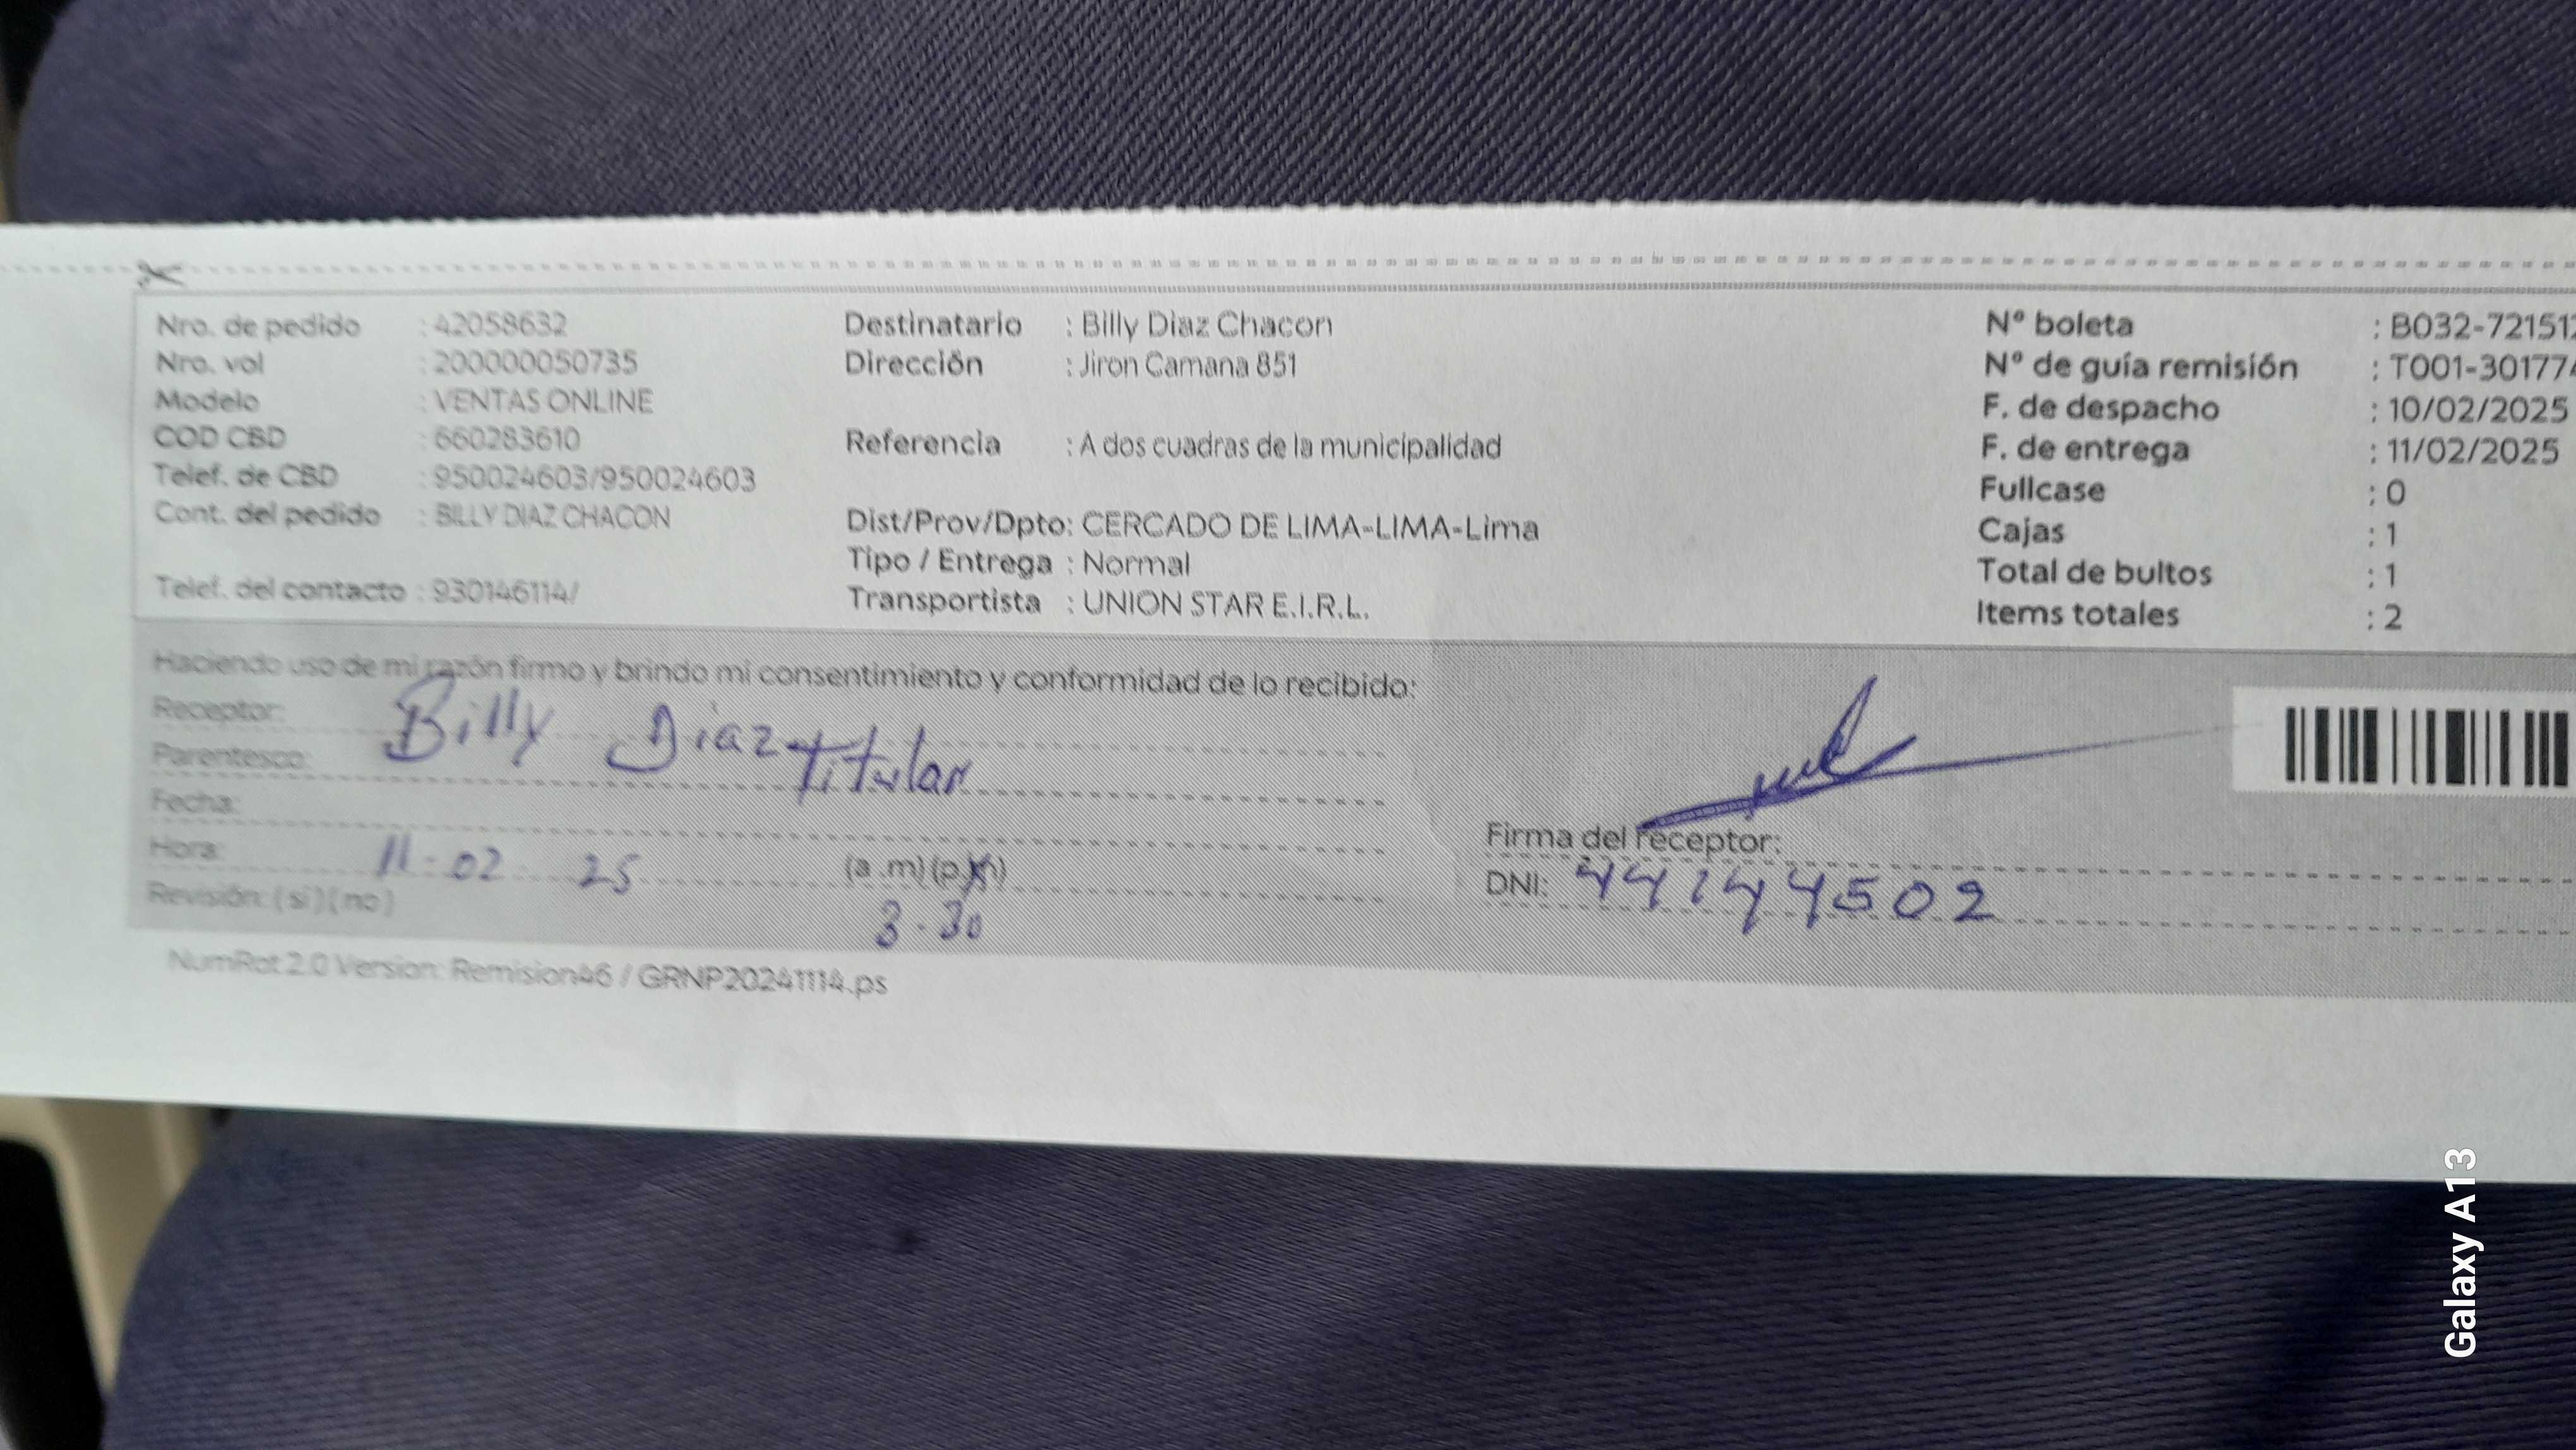 Nro. de pedido : 42058632
Nro. vol : 200000050735
Modelo : VENTAS ONLINE
COD CBD : 660283610
Telef. de CBD : 950024603/950024603
Cont. del pedido : BILLY DIAZ CHACON
Telef. del contacto : 930146114/
Destinatario : Billy Diaz Chacon
Dirección : Jiron Camana 851
Referencia : A dos cuadras de la municipalidad
Dist/Prov/Dpto: CERCADO DE LIMA-LIMA-Lima
Tipo / Entrega : Normal
Transportista : UNION STAR E.I.R.L.
Nº boleta : B032-72151
Nº de guía remisión : T001-30177
F. de despacho : 10/02/2025
F. de entrega : 11/02/2025
Fullcase : 0
Cajas : 1
Total de bultos : 1
Items totales : 2
Haciendo uso de mi razón firmo y brindo mi consentimiento y conformidad de lo recibido:
Receptor: Billy Diaz
Parentesco: titular
Fecha:
Hora: 11-02 25 (a.m) (p.m)
Revisión: (si) (no) 3.30
Firma del receptor:
DNI: 44144502
NumRot 2.0 Version: Remision46 / GRNP20241114.ps
Galaxy A13